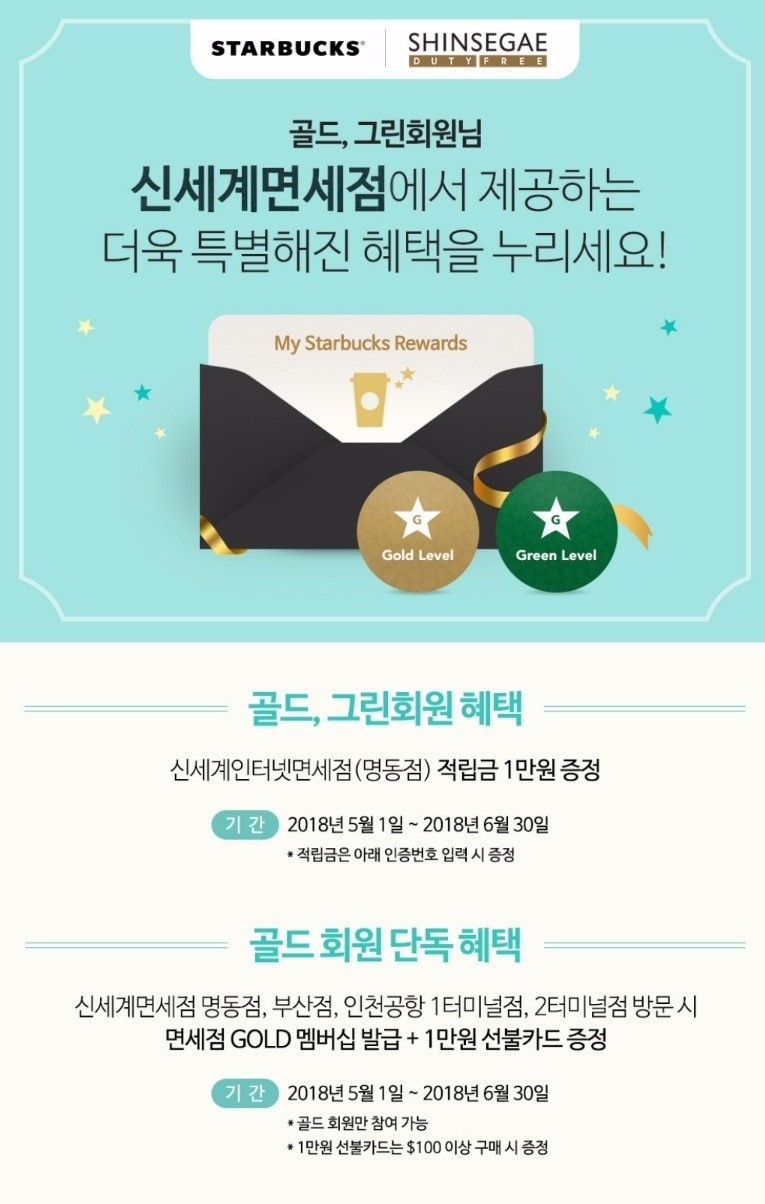 STARBUCKS
SHINSEGAE
DUTY FREE
골드, 그린회원님
신세계면세점에서 제공하는
더욱 특별해진 혜택을 누리세요!
My Starbucks Rewards
G
Gold Level
G
Green Level
골드, 그린회원 혜택
신세계인터넷면세점(명동점) 적립금 1만원 증정
기 간 2018년 5월 1일 ~ 2018년 6월 30일
* 적립금은 아래 인증번호 입력 시 증정
골드 회원 단독 혜택
신세계면세점 명동점, 부산점, 인천공항 1터미널점, 2터미널점 방문 시
면세점 GOLD 멤버십 발급 + 1만원 선불카드 증정
기 간 2018년 5월 1일 ~ 2018년 6월 30일
* 골드 회원만 참여 가능
* 1만원 선불카드는 $100 이상 구매 시 증정